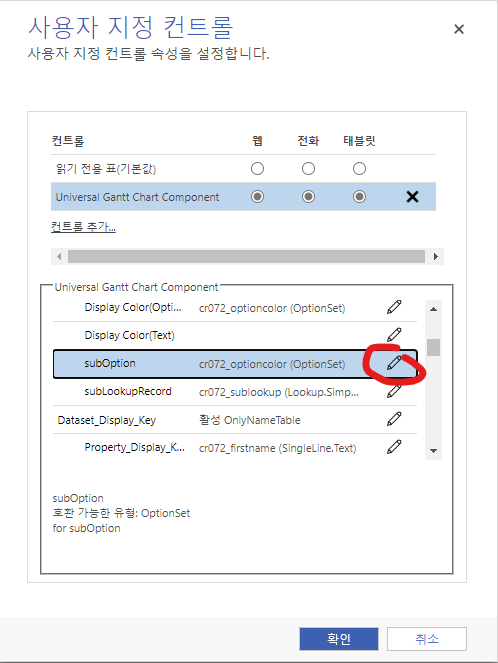 사용자 지정 컨트롤
사용자 지정 컨트롤 속성을 설정합니다.
컨트롤 웹 전화 태블릿
읽기 전용 표(기본값)
Universal Gantt Chart Component
컨트롤 추가...
Universal Gantt Chart Component
Display Color(Opti... cr072_optioncolor (OptionSet)
Display Color(Text)
subOption cr072_optioncolor (OptionSet)
subLookupRecord cr072_sublookup (Lookup.Simp...
Dataset_Display_Key 활성 OnlyNameTable
Property_Display_K... cr072_firstname (SingleLine.Text)
subOption
호환 가능한 유형: OptionSet
for subOption
확인 취소